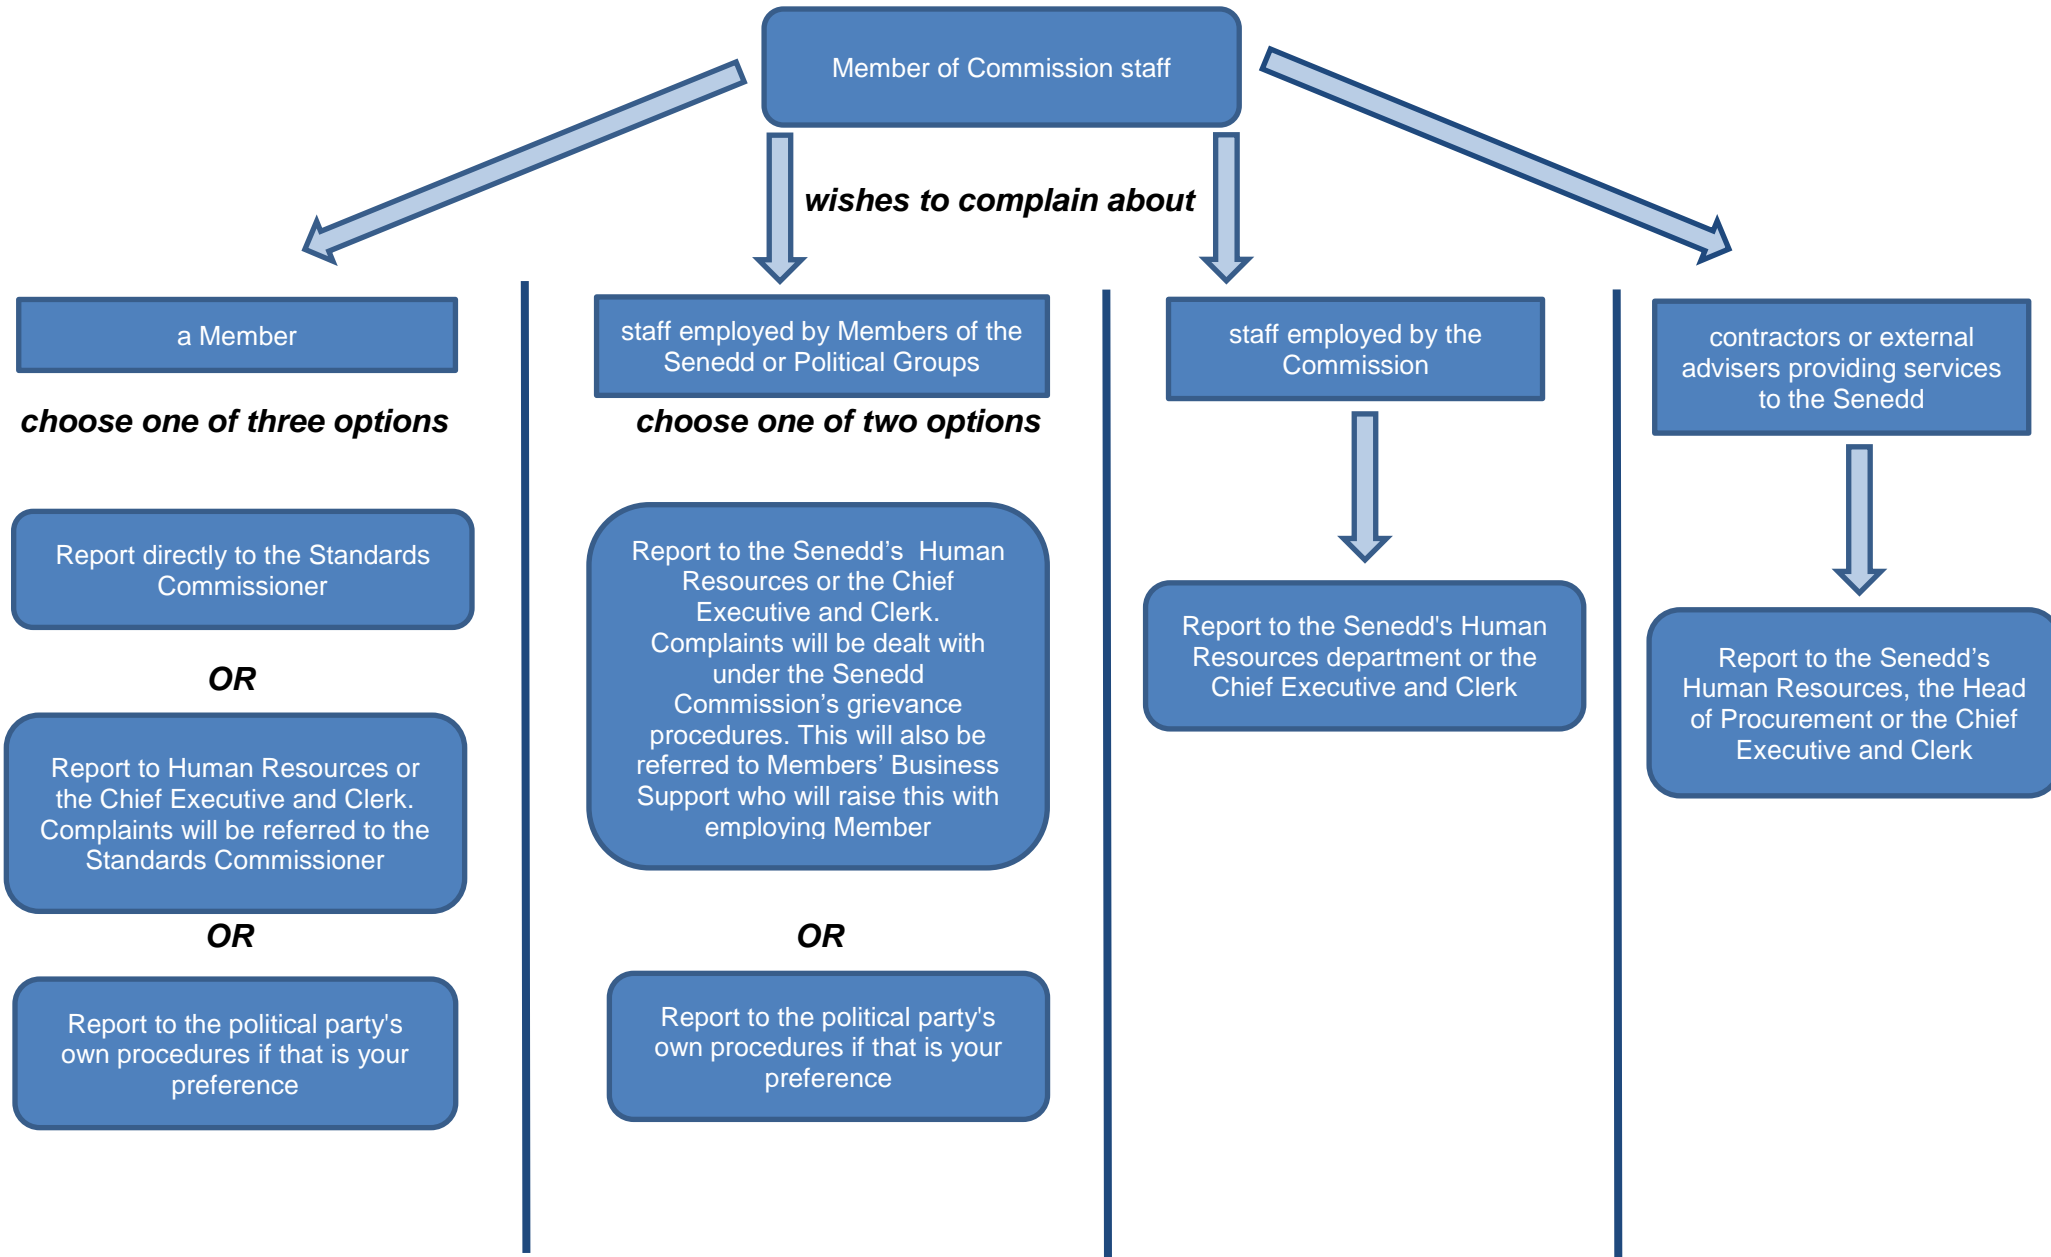 Member of Commission staff
wishes to complain about
a Member
choose one of three options
Report directly to the Standards
Commissioner
OR
Report to Human Resources or
the Chief Executive and Clerk.
Complaints will be referred to the
Standards Commissioner
OR
Report to the political party's
own procedures if that is your
preference
staff employed by Members of the
Senedd or Political Groups
choose one of two options
Report to the Senedd’s  Human
Resources or the Chief
Executive and Clerk.
Complaints will be dealt with
under the Senedd
Commission’s grievance
procedures. This will also be
referred to Members’ Business
Support who will raise this with
employing Member
OR
Report to the political party's
own procedures if that is your
preference
staff employed by the
Commission
Report to the Senedd's Human
Resources department or the
Chief Executive and Clerk
contractors or external
advisers providing services
to the Senedd
Report to the Senedd’s
Human Resources, the Head
of Procurement or the Chief
Executive and Clerk